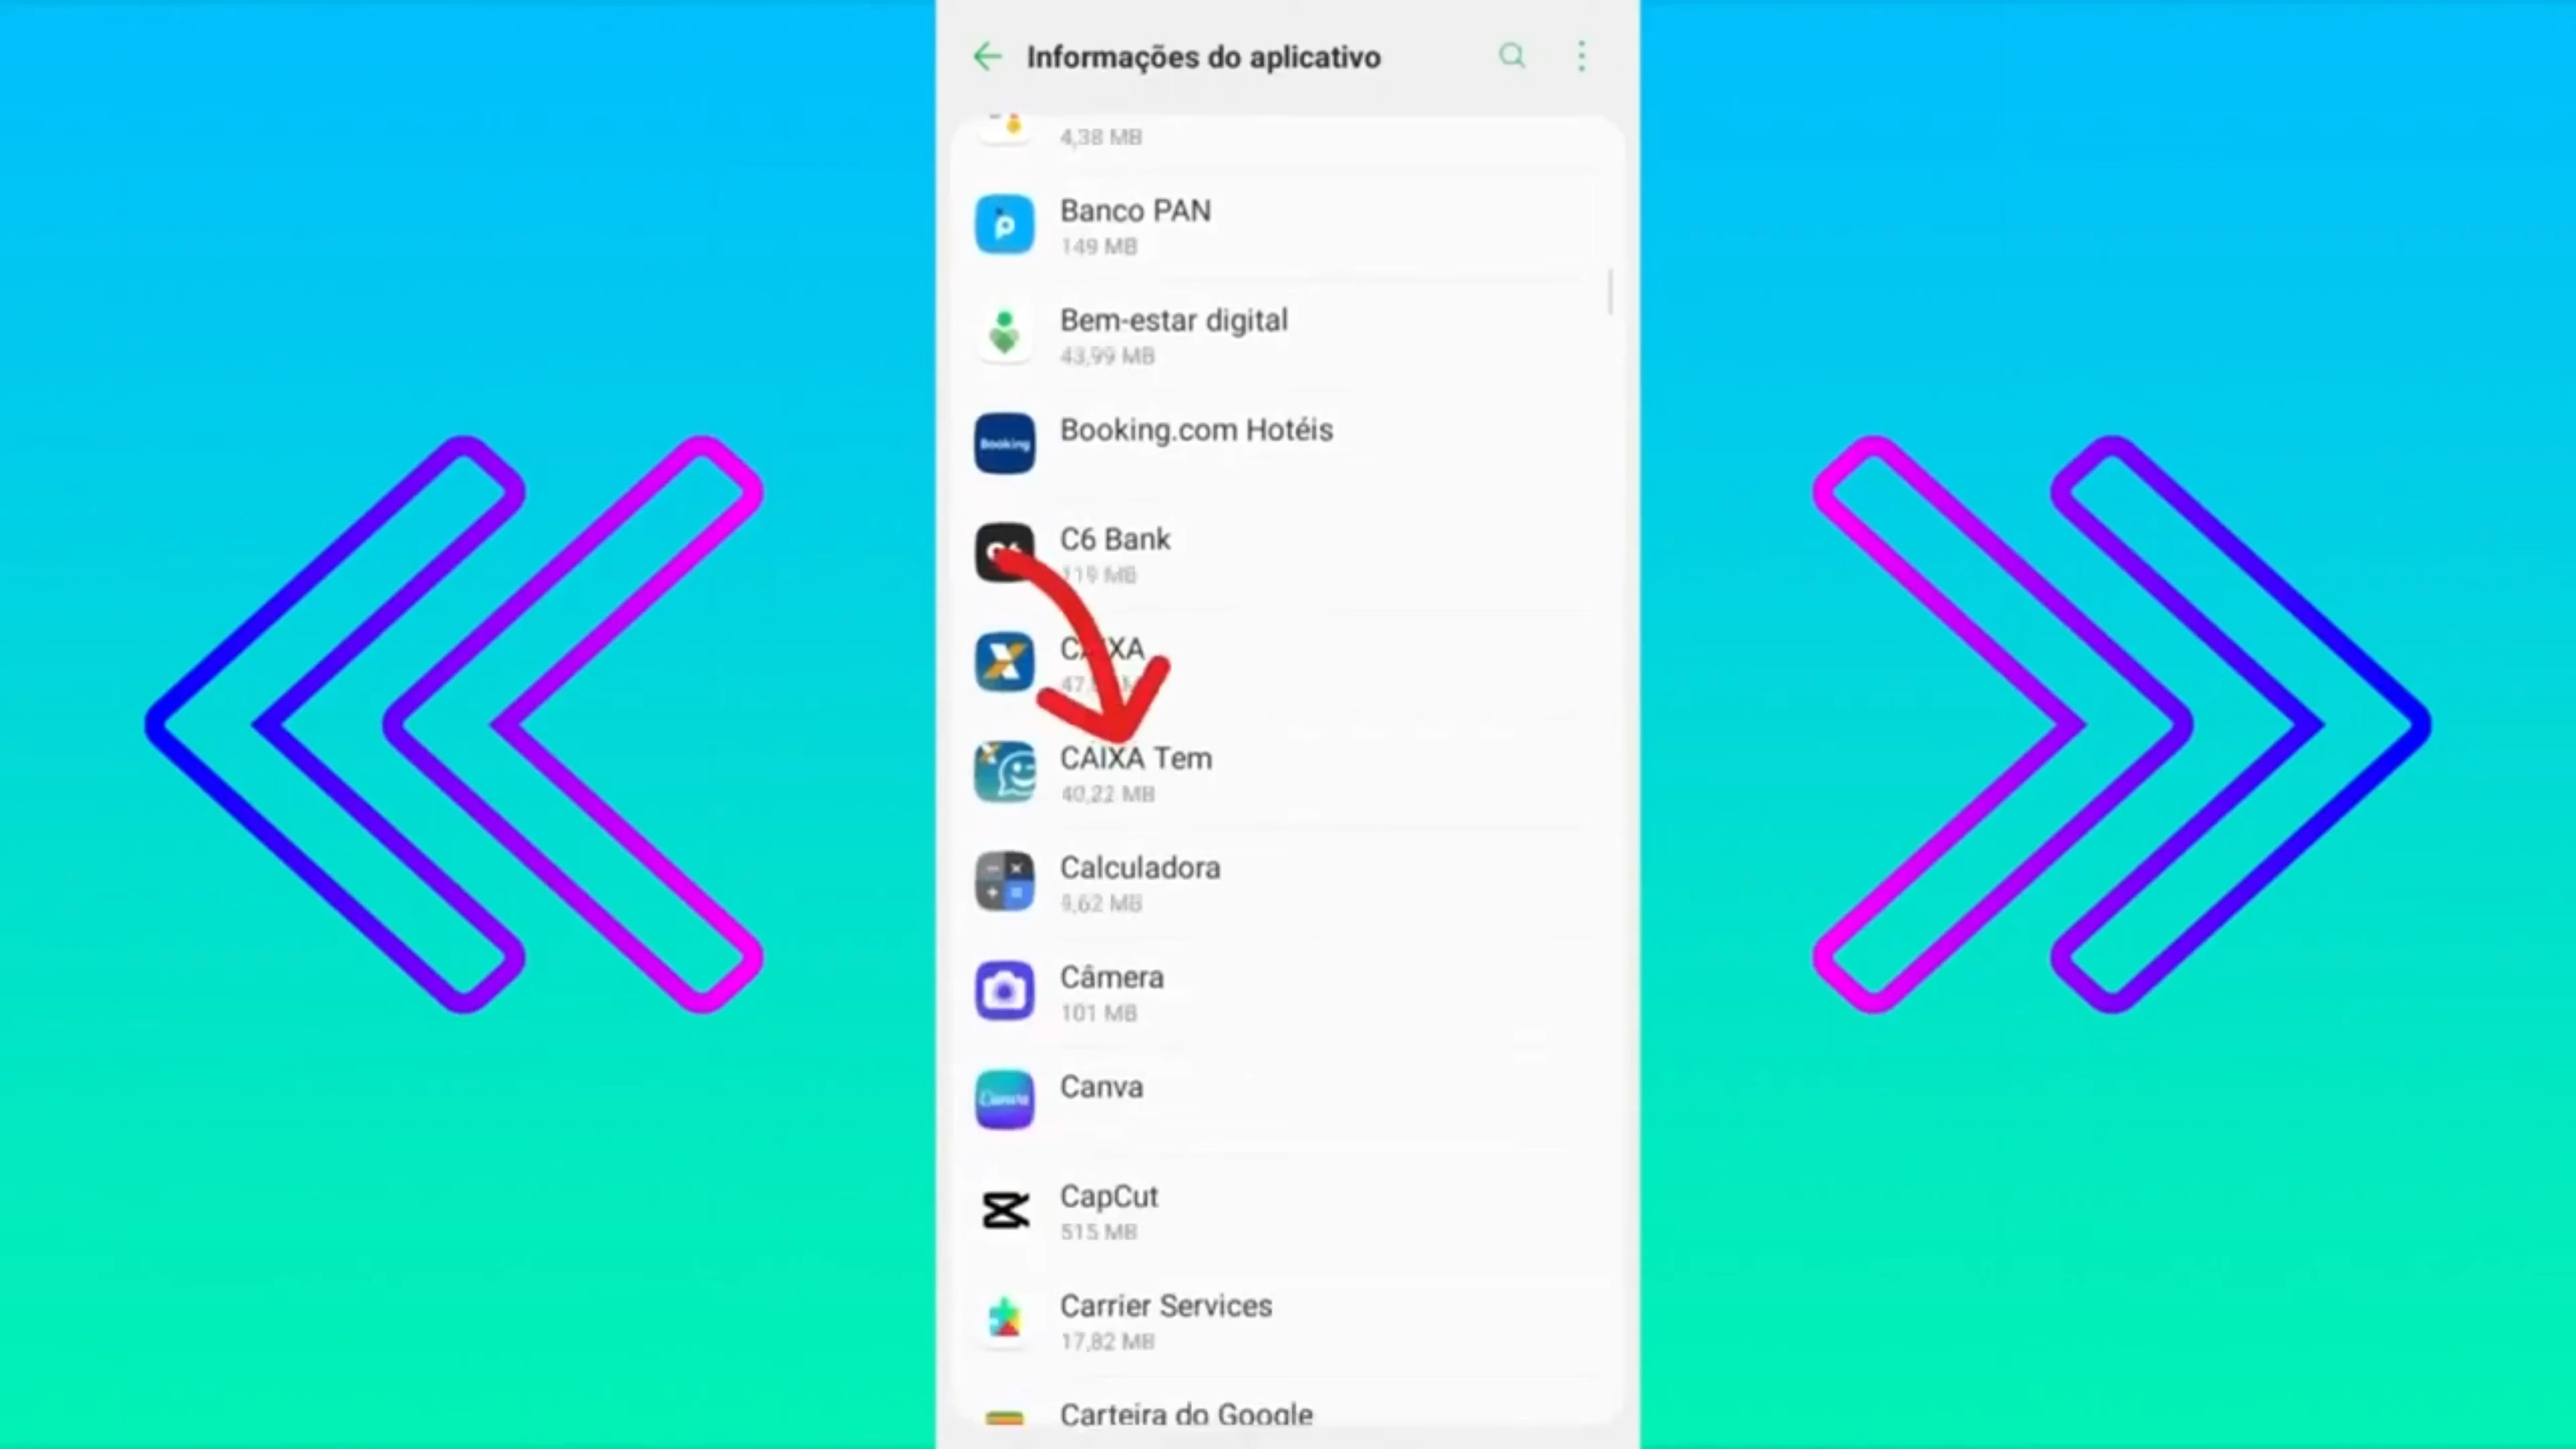 Informações do aplicativo
4,38 MB
Banco PAN
149 MB
Bem-estar digital
43,99 MB
Booking
Booking.com Hotéis
C6 Bank
119 MB
CAIXA
CAIXA Tem
40,22 MB
Calculadora
9,62 MB
Câmera
101 MB
Canva
Canva
CapCut
515 MB
Carrier Services
17,82 MB
Carteira do Google